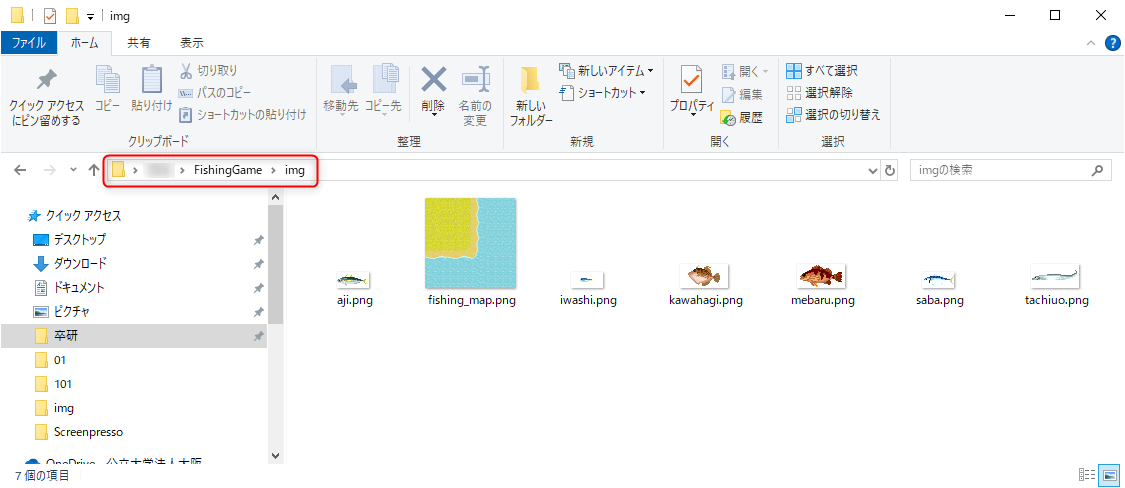 img
ファイル ホーム 共有 表示
クイック アクセス
にピン留めする
コピー
貼り付け
切り取り
パスのコピー
ショートカットの貼り付け
クリップボード
移動先
コピー先
削除
名前の
変更
整理
新しい
フォルダー
新しいアイテム
ショートカット
新規
プロパティ
開く
編集
履歴
開く
すべて選択
選択解除
選択の切り替え
選択
FishingGame img
imgの検索
クイック アクセス
デスクトップ
ダウンロード
ドキュメント
ピクチャ
卒研
01
101
img
Screenpresso
OneDrive - 公立大学法人大阪
aji.png
fishing_map.png
iwashi.png
kawahagi.png
mebaru.png
saba.png
tachiuo.png
7 個の項目